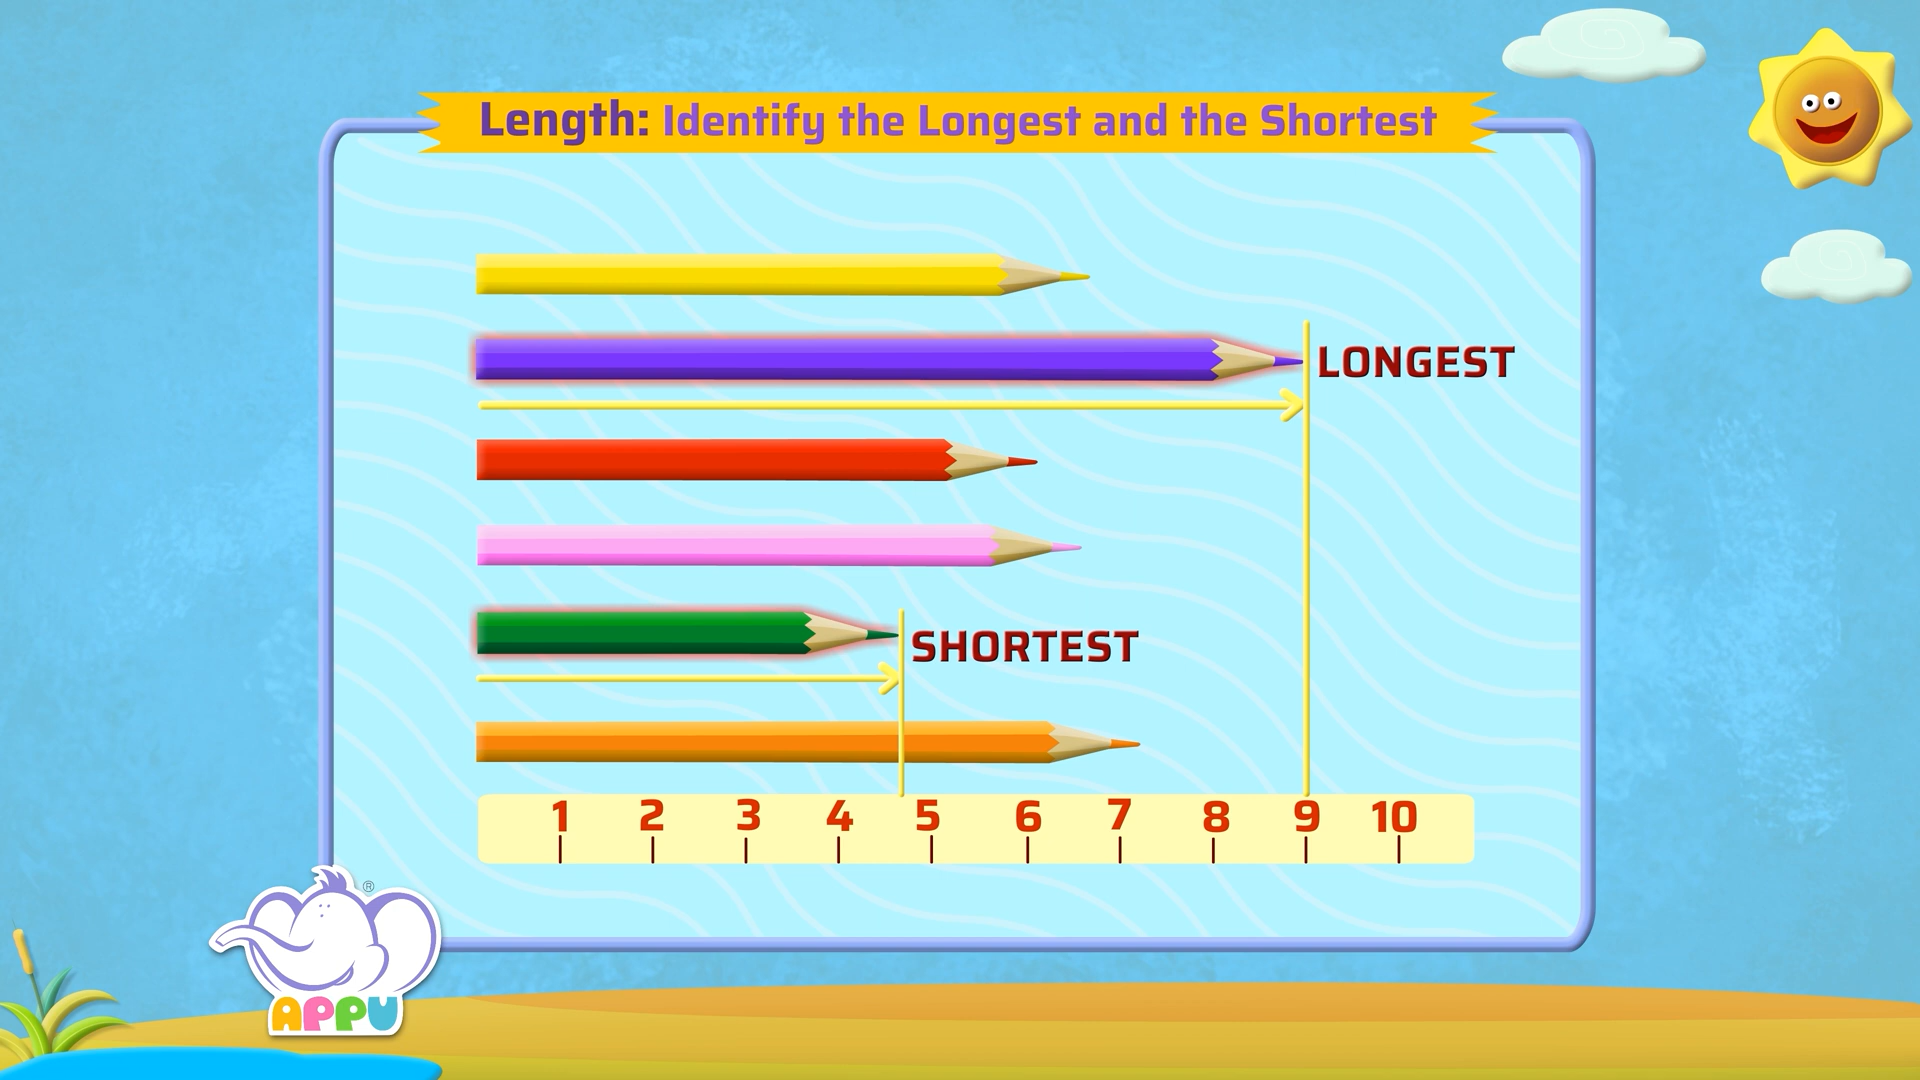 Length: Identify the Longest and the Shortest
LONGEST
SHORTEST
1 2 3 4 5 6 7 8 9 10
®
APPU